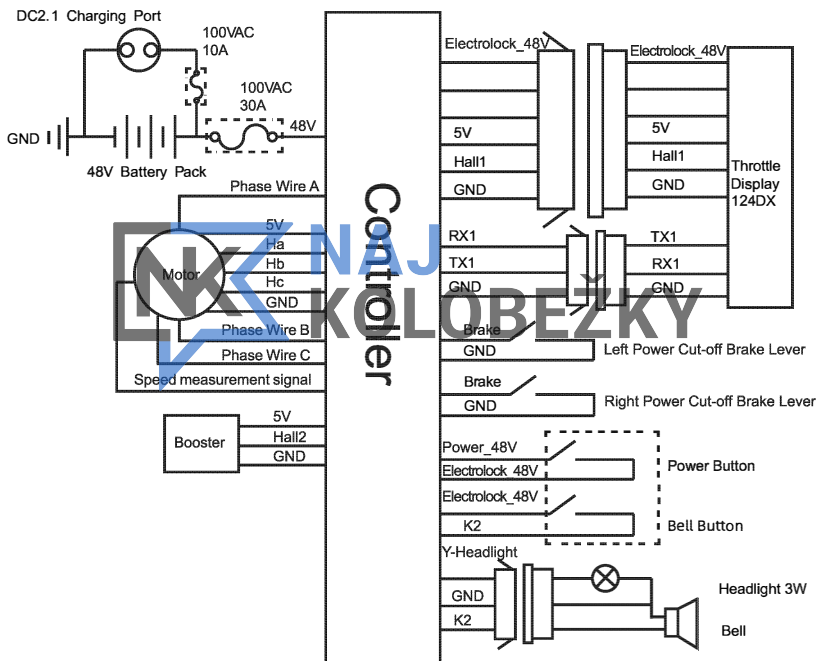 DC2.1 Charging Port
100VAC
10A
100VAC
30A
GND
48V
48V Battery Pack
Phase Wire A
5V
Ha
Hb
Hc
GND
Motor
Phase Wire B
Phase Wire C
Speed measurement signal
Booster
5V
Hall2
GND
Controller
Electrolock_48V
5V
Hall1
GND
Electrolock_48V
5V
Hall1
GND
Throttle
Display
124DX
RX1
TX1
GND
TX1
RX1
GND
NK
NAJ
KOLOBEŽKY
Brake
GND
Left Power Cut-off Brake Lever
Brake
GND
Right Power Cut-off Brake Lever
Power_48V
Electrolock_48V
Power Button
Electrolock_48V
K2
Bell Button
Y-Headlight
GND
K2
Headlight 3W
Bell